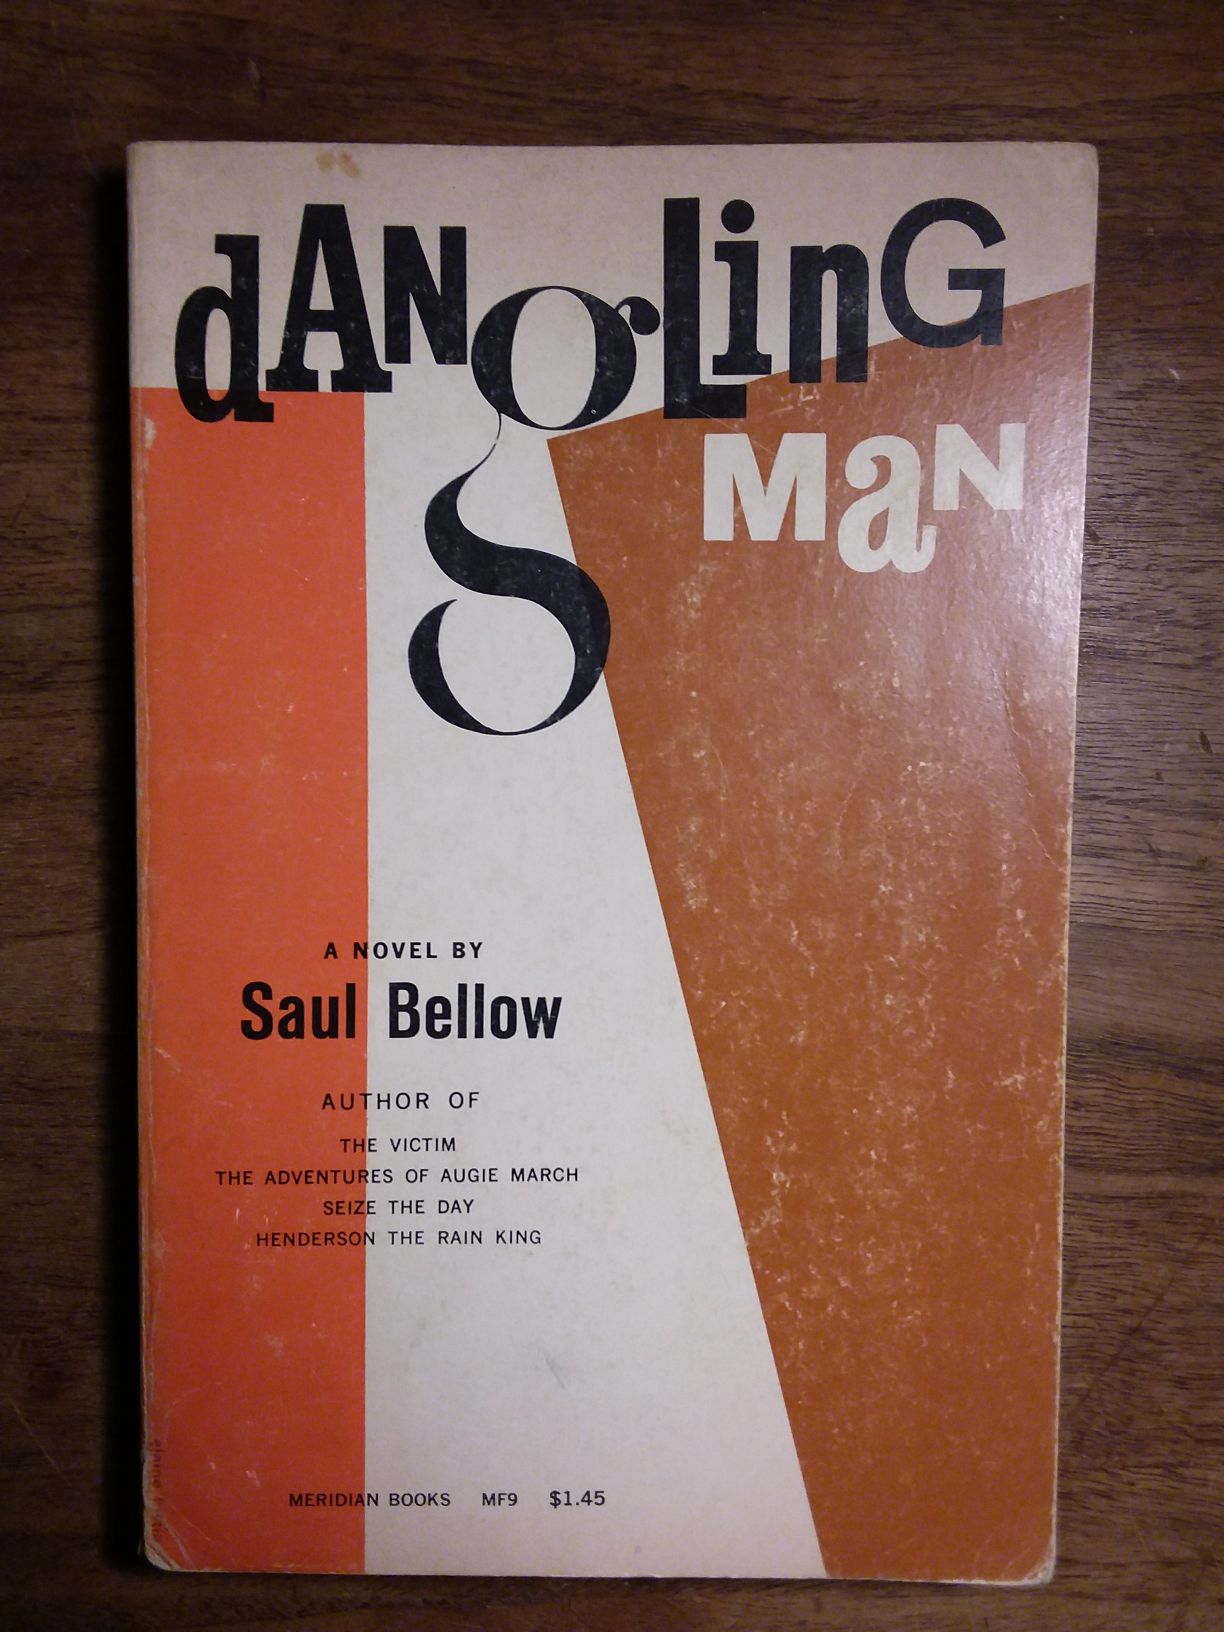 dANgLinG
MaN
A NOVEL BY
Saul Bellow
AUTHOR OF
THE VICTIM
THE ADVENTURES OF AUGIE MARCH
SEIZE THE DAY
HENDERSON THE RAIN KING
MERIDIAN BOOKS MF9 $1.45
elaine